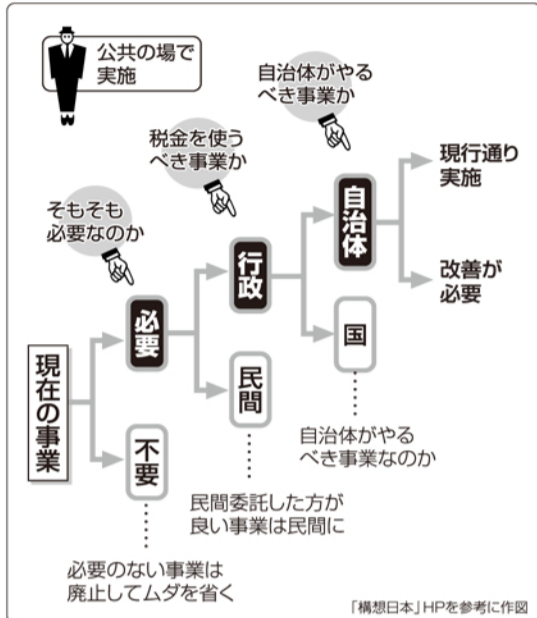 公共の場で
実施
自治体がやる
べき事業か
税金を使う
べき事業か
そもそも
必要なのか
現行通り
実施
改善が
必要
自治体
国
行政
民間
必要
不要
現在の事業
自治体がやる
べき事業なのか
民間委託した方が
良い事業は民間に
必要のない事業は
廃止してムダを省く
「構想日本」HPを参考に作図